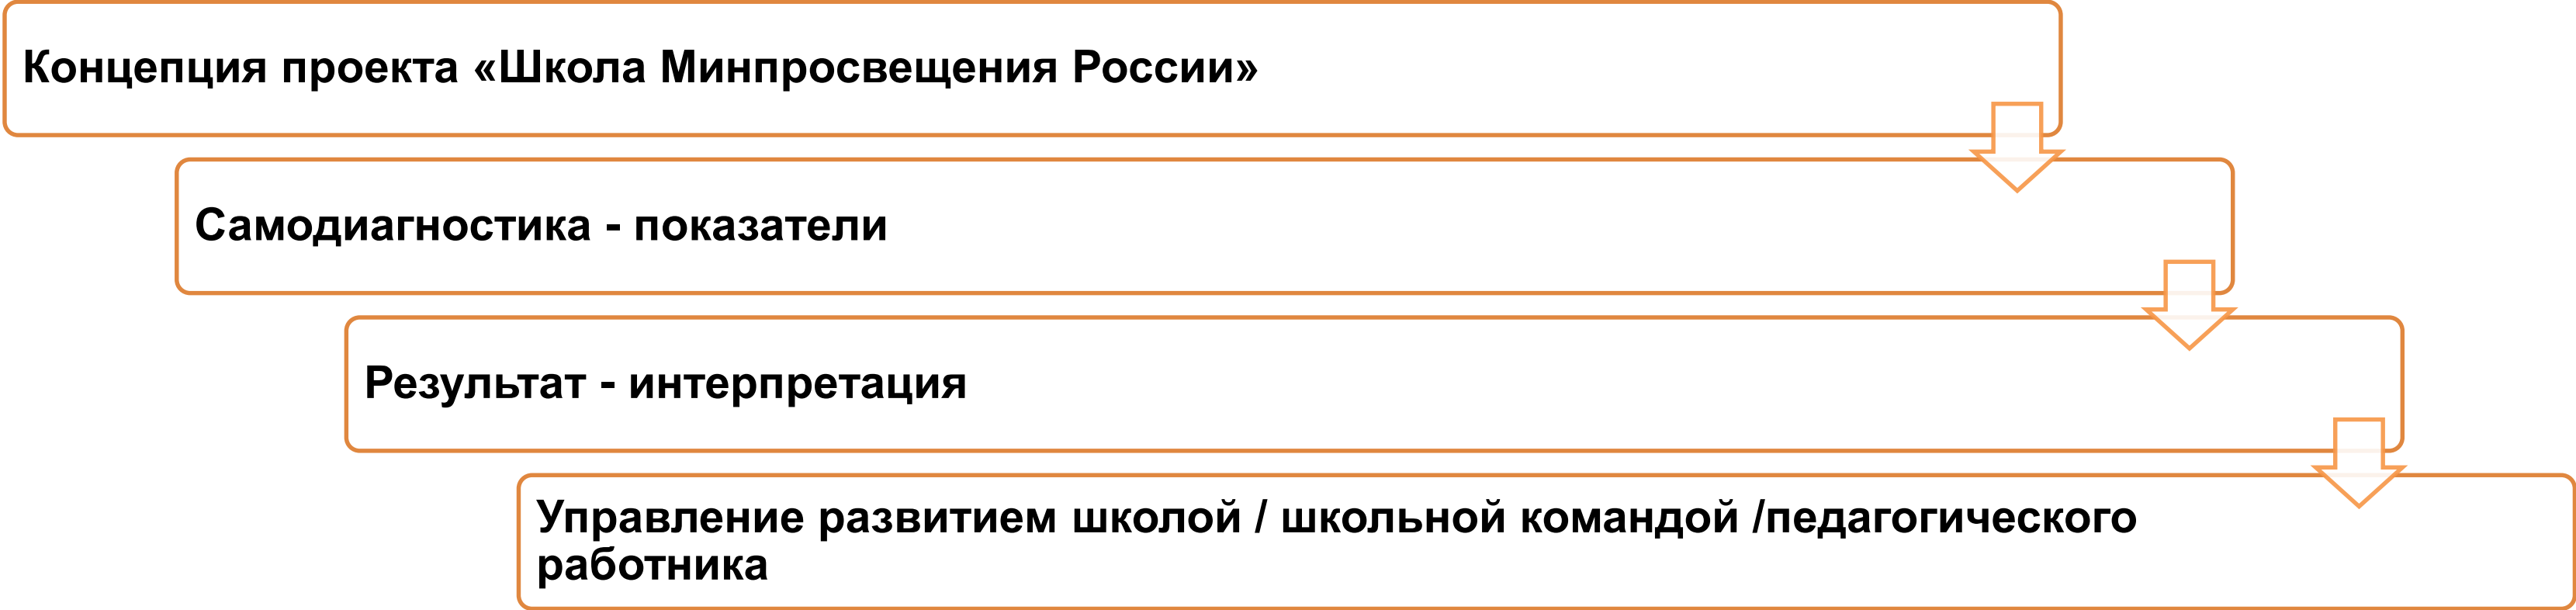 Концепция проекта «Школа Минпросвещения России»
Самодиагностика - показатели
Результат - интерпретация
Управление развитием школой / школьной командой /педагогического
работника